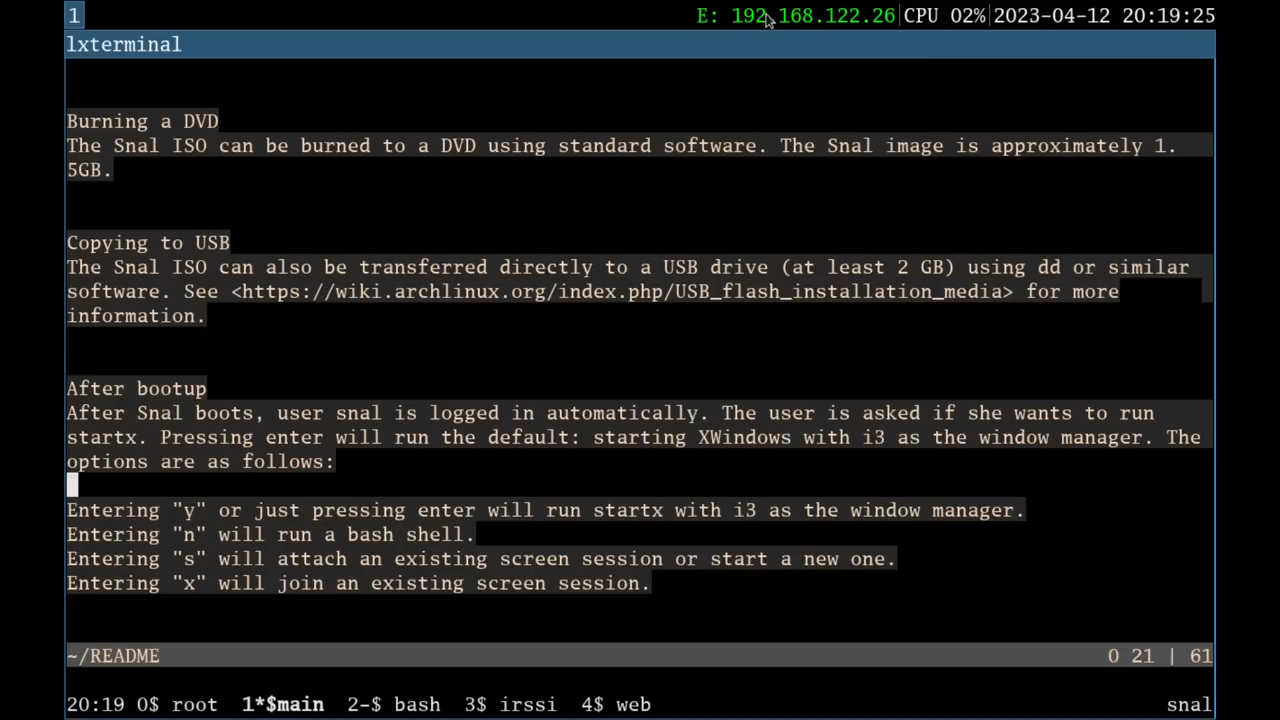 1 E: 192.168.122.26 CPU 02% 2023-04-12 20:19:25
lxterminal
Burning a DVD
The Snal ISO can be burned to a DVD using standard software. The Snal image is approximately 1.
5GB.
Copying to USB
The Snal ISO can also be transferred directly to a USB drive (at least 2 GB) using dd or similar
software. See <https://wiki.archlinux.org/index.php/USB_flash_installation_media> for more
information.
After bootup
After Snal boots, user snal is logged in automatically. The user is asked if she wants to run
startx. Pressing enter will run the default: starting XWindows with i3 as the window manager. The
options are as follows:
Entering "y" or just pressing enter will run startx with i3 as the window manager.
Entering "n" will run a bash shell.
Entering "s" will attach an existing screen session or start a new one.
Entering "x" will join an existing screen session.
~/README 0 21 | 61
20:19 0$ root 1*$main 2-$ bash 3$ irssi 4$ web snal